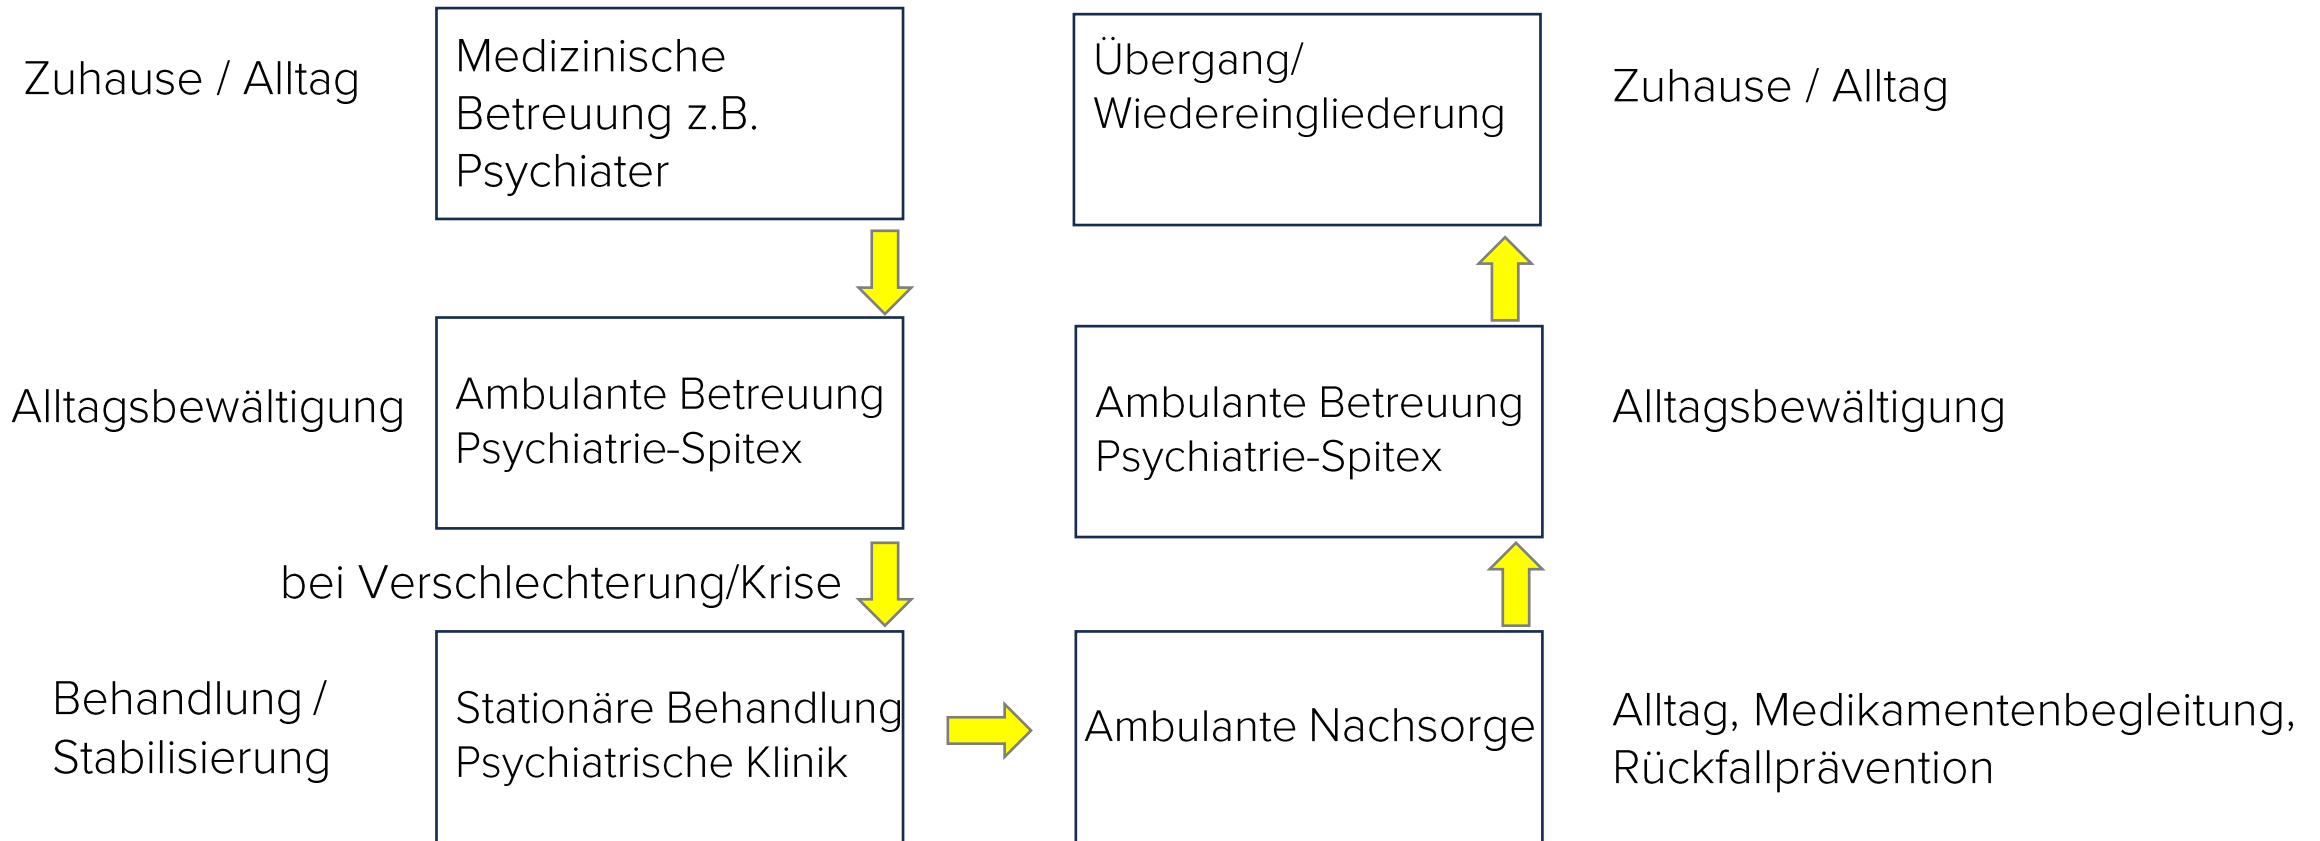 Zuhause / Alltag
Medizinische
Betreuung z.B.
Psychiater
Übergang/
Wiedereingliederung
Zuhause / Alltag
Alltagsbewältigung
Ambulante Betreuung
Psychiatrie-Spitex
Ambulante Betreuung
Psychiatrie-Spitex
Alltagsbewältigung
bei Verschlechterung/Krise
Behandlung /
Stabilisierung
Stationäre Behandlung
Psychiatrische Klinik
Ambulante Nachsorge
Alltag, Medikamentenbegleitung,
Rückfallprävention